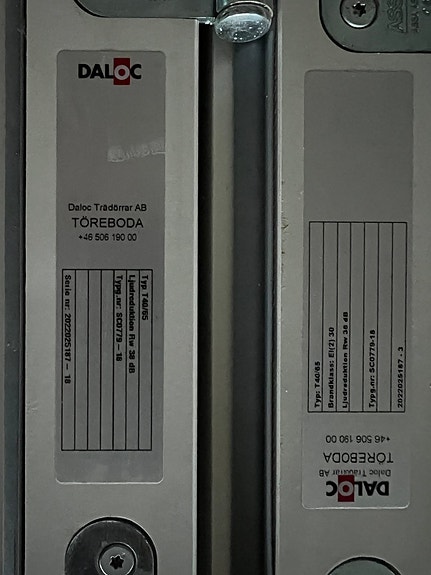 DALOC
Daloc Trädörrar AB
TÖREBODA
+46 506 190 00
Typ T40/65
Ljudreduktion Rw 38 dB
Typg.nr: SC0779 – 18
Serie nr: 2022025187 – 18
ASS
Typ: T40/65
Brandklass: EI(2) 30
Ljudreduktion Rw 38 dB
Typg.nr: SC0779-18
2022025187 - 3
+46 506 190 00
TÖREBODA
Daloc Trädörrar AB
DALOC